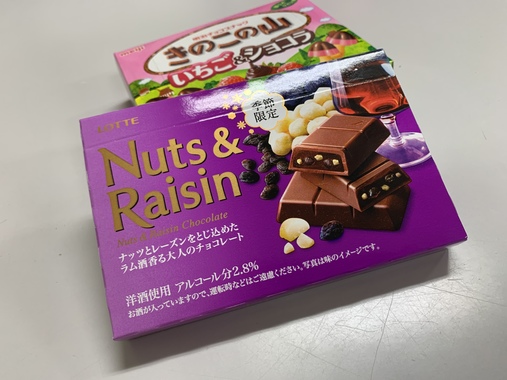 meiji
きのこの山
いちご&ショコラ
LOTTE
季節
限定
Nuts &
Raisin
Nuts & Raisin Chocolate
ナッツとレーズンをとじ込めた
ラム酒香る大人のチョコレート
洋酒使用 アルコール分2.8%
お酒が入っていますので、運転時などはご遠慮ください。写真は味のイメージです。